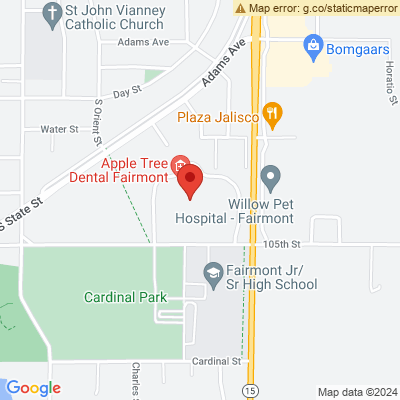 Map error: g.co/staticmaperror
St John Vianney
Catholic Church
Adams Ave
Adams Ave
Bomgaars
Horatio St
Day St
S Orient St
Plaza Jalisco
Water St
Apple Tree
Dental Fairmont
Willow Pet
Hospital - Fairmont
S State St
105th St
Fairmont Jr/
Sr High School
Cardinal Park
Cardinal St
Charles S
15
Google
Map data ©2024